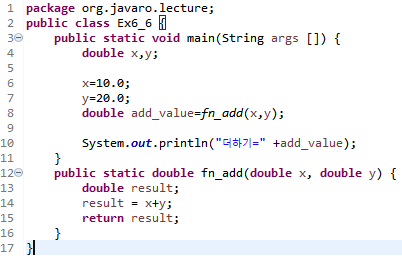 1 package org.javaro.lecture;
2 public class Ex6_6 {
3 public static void main(String args []) {
4 double x,y;
5
6 x=10.0;
7 y=20.0;
8 double add_value=fn_add(x,y);
9
10 System.out.println("더하기=" +add_value);
11 }
12 public static double fn_add(double x, double y) {
13 double result;
14 result = x+y;
15 return result;
16 }
17 }